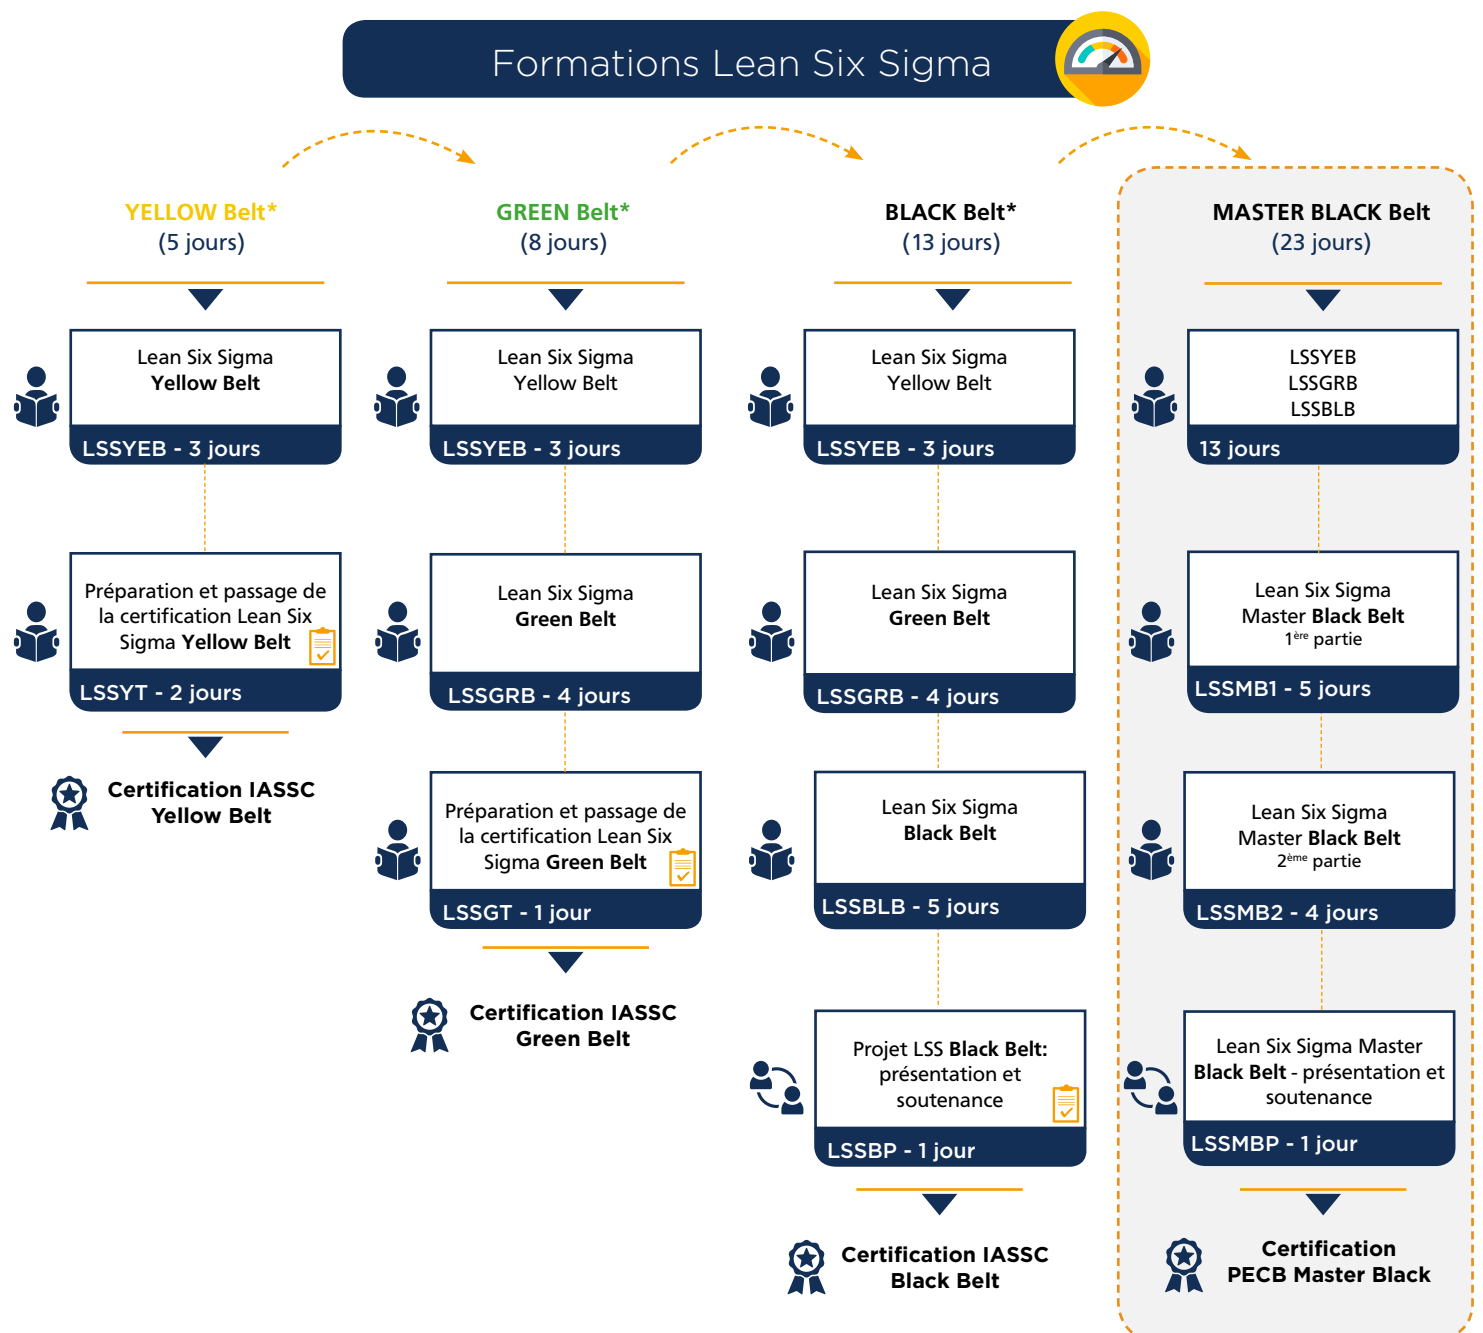 Formations Lean Six Sigma
YELLOW Belt*
(5 jours)
Lean Six Sigma
Yellow Belt
LSSYEB - 3 jours
Préparation et passage de
la certification Lean Six
Sigma Yellow Belt
LSSYT - 2 jours
Certification IASSC
Yellow Belt
GREEN Belt*
(8 jours)
Lean Six Sigma
Yellow Belt
LSSYEB - 3 jours
Lean Six Sigma
Green Belt
LSSGRB - 4 jours
Préparation et passage de
la certification Lean Six
Sigma Green Belt
LSSGT - 1 jour
Certification IASSC
Green Belt
BLACK Belt*
(13 jours)
Lean Six Sigma
Yellow Belt
LSSYEB - 3 jours
Lean Six Sigma
Green Belt
LSSGRB - 4 jours
Lean Six Sigma
Black Belt
LSSBLB - 5 jours
Projet LSS Black Belt:
présentation et
soutenance
LSSBP - 1 jour
Certification IASSC
Black Belt
MASTER BLACK Belt
(23 jours)
LSSYEB
LSSGRB
LSSBLB
13 jours
Lean Six Sigma
Master Black Belt
1ère partie
LSSMB1 - 5 jours
Lean Six Sigma
Master Black Belt
2ème partie
LSSMB2 - 4 jours
Lean Six Sigma Master
Black Belt - présentation et
soutenance
LSSMBP - 1 jour
Certification
PECB Master Black